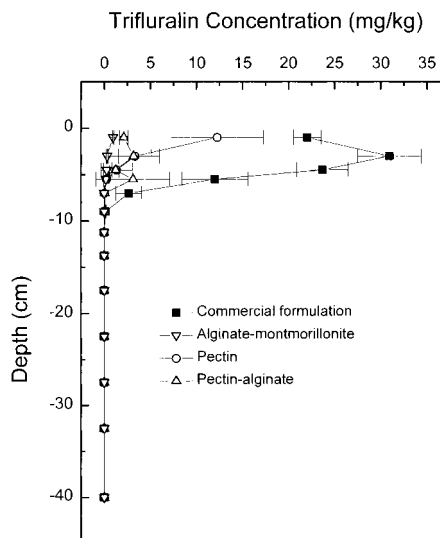 Trifluralin Concentration (mg/kg)
0 5 10 15 20 25 30 35
0
-10
-20
-30
-40
Depth (cm)
Commercial formulation
Alginate-montmorillonite
Pectin
Pectin-alginate